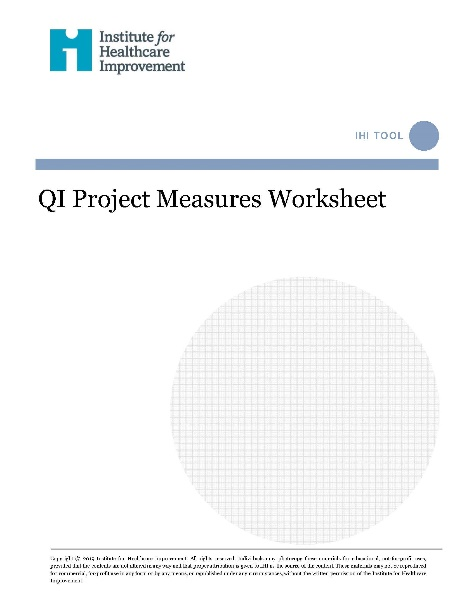 Institute for
Healthcare
Improvement
IHI TOOL
QI Project Measures Worksheet
Copyright © Institute for Healthcare Improvement. All rights reserved. Individuals may photocopy these materials for educational, not-for-profit uses,
provided that the contents are not altered in any way and that proper attribution is given to IHI as the source of the content. These materials may not be reproduced
for commercial, for-profit use in any form or by any means, or republished under any circumstances, without the written permission of the Institute for Healthcare
Improvement.